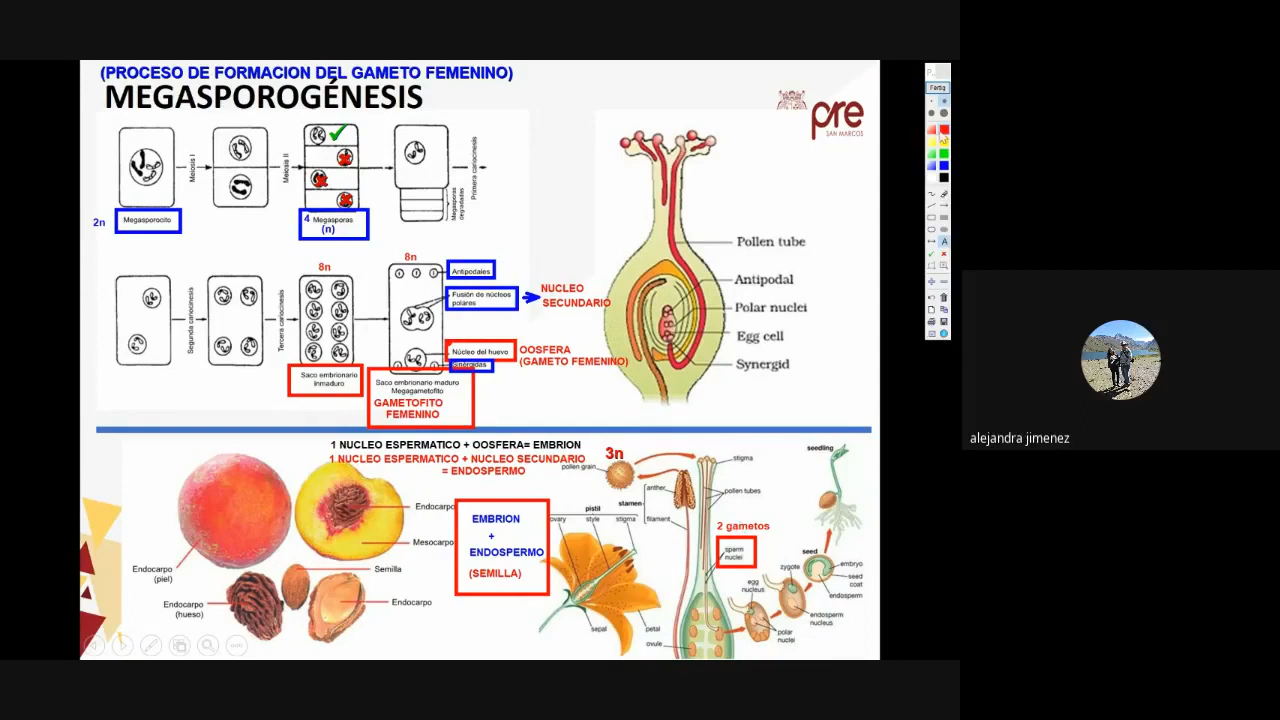 (PROCESO DE FORMACION DEL GAMETO FEMENINO)
MEGASPOROGÉNESIS
pre
SAN MARCOS
Fertig
2n
Megasporocito
Meiosis I
Meiosis II
4 Megasporas
(n)
Megasporas
degradadas
Primera cariocinesis
Segunda cariocinesis
Tercera cariocinesis
8n
Saco embrionario
Inmaduro
8n
Antipodales
Fusión de núcleos
polares
NUCLEO
SECUNDARIO
Núcleo del huevo
OOSFERA
(GAMETO FEMENINO)
Sinérgidas
Saco embrionario maduro
Megagametofito
GAMETOFITO
FEMENINO
Pollen tube
Antipodal
Polar nuclei
Egg cell
Synergid
alejandra jimenez
1 NUCLEO ESPERMATICO + OOSFERA= EMBRION
1 NUCLEO ESPERMATICO + NUCLEO SECUNDARIO
= ENDOSPERMO
3n
Endocarpo
(piel)
Endocarpo
Mesocarpo
Semilla
Endocarpo
(hueso)
Endocarpo
EMBRION
+
ENDOSPERMO
(SEMILLA)
pollen grain
stigma
anther
stamen
filament
pollen tubes
pistil
ovary
style
stigma
sepal
petal
ovule
2 gametos
sperm
nuclei
egg
nucleus
polar
nuclei
zygote
endosperm
nucleus
seed
embryo
seed
coat
endosperm
seedling